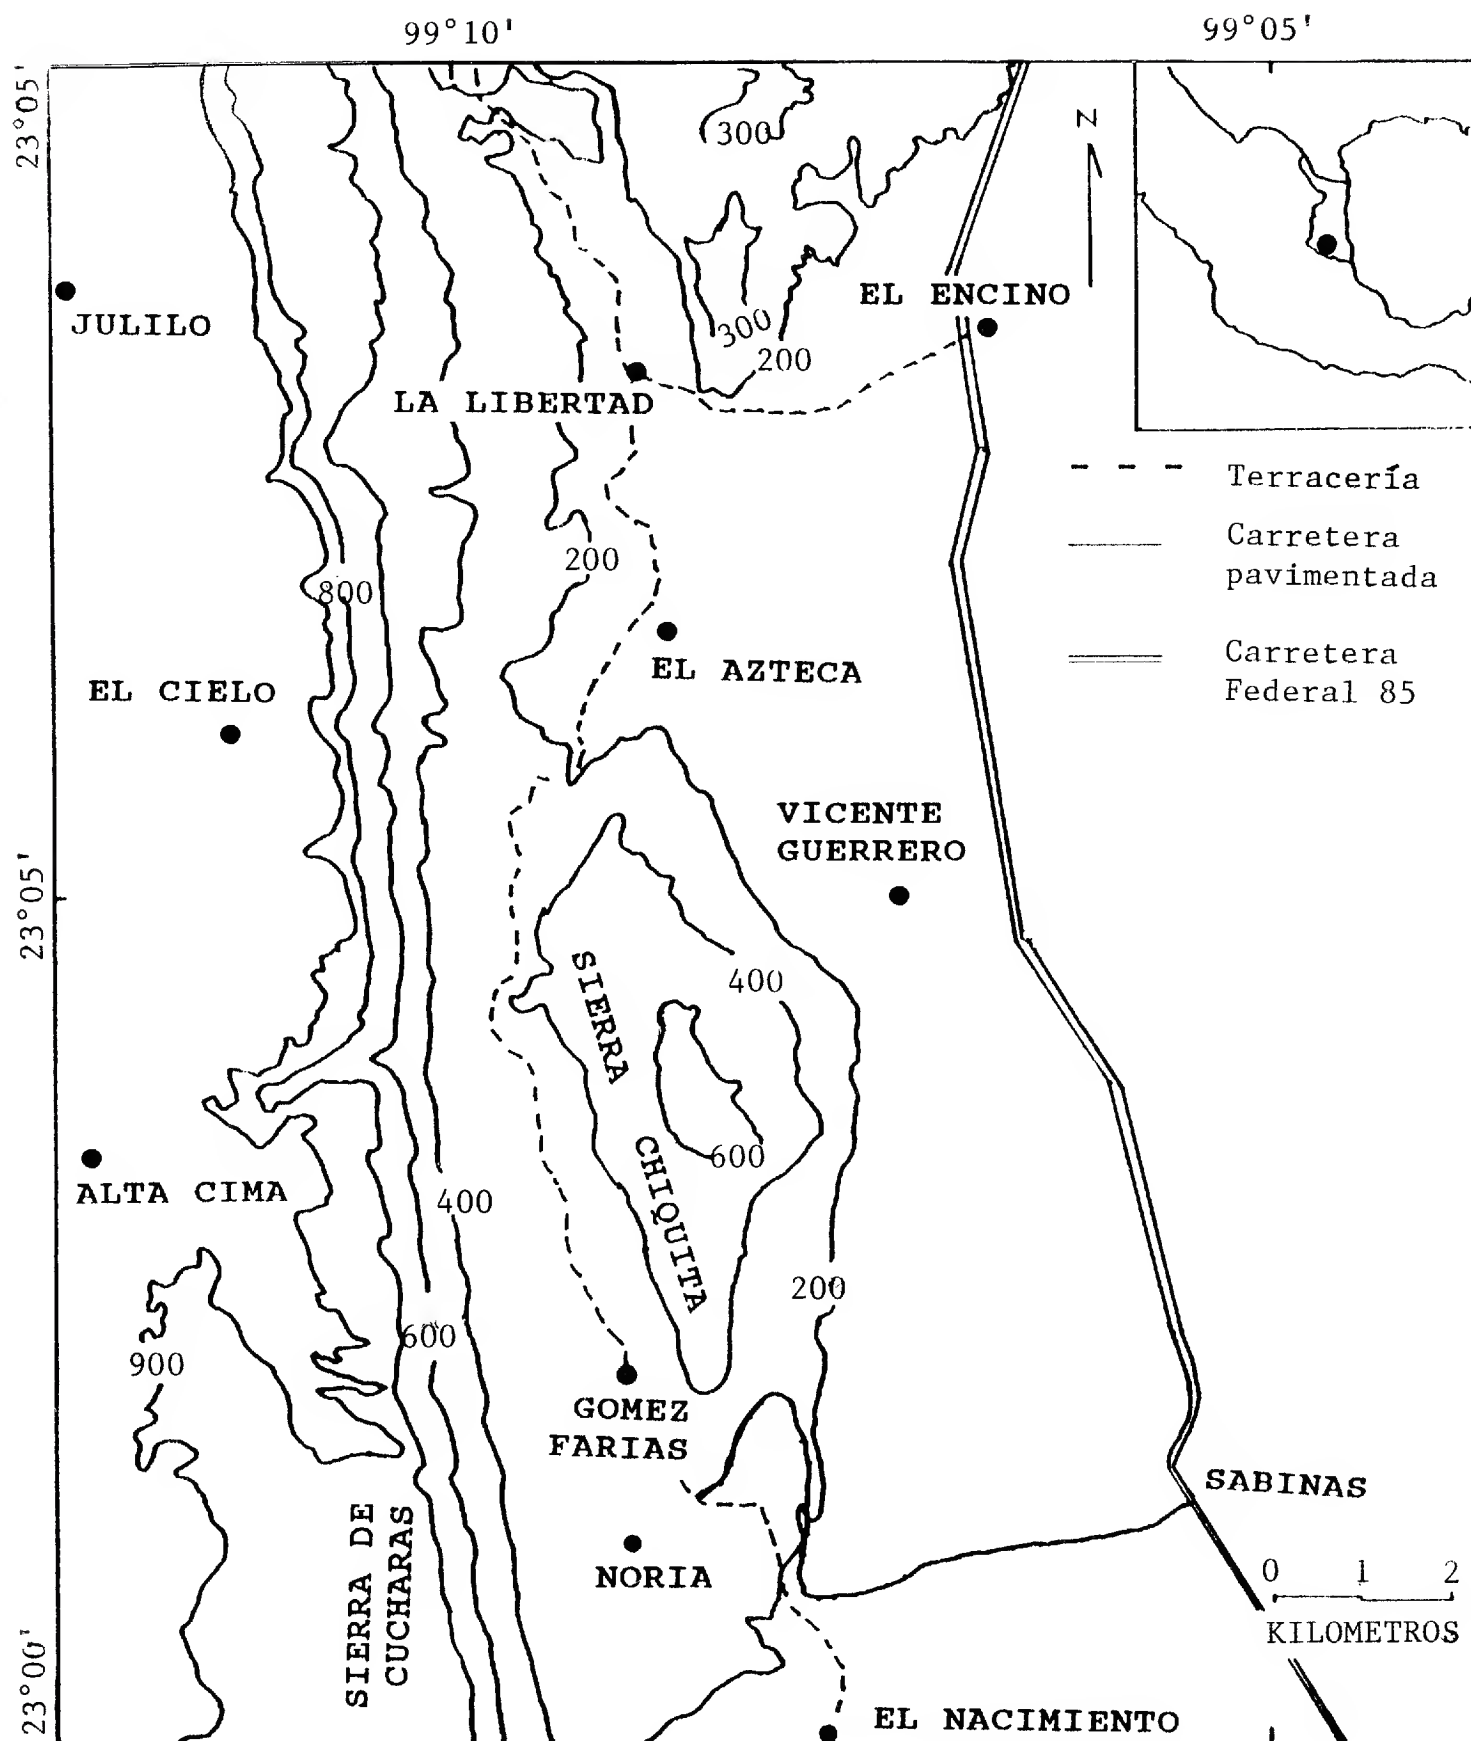 99°10'
99°05'
23°05'
N
300
EL ENCINO
JULILO
300
200
LA LIBERTAD
Terracería
Carretera
pavimentada
200
800
Carretera
Federal 85
EL AZTECA
EL CIELO
VICENTE
GUERRERO
23°05'
SIERRA
CHIQUITA
400
600
ALTA CIMA
400
200
600
900
GOMEZ
FARIAS
SABINAS
SIERRA DE
CUCHARAS
NORIA
0 1 2
KILOMETROS
23°00'
EL NACIMIENTO